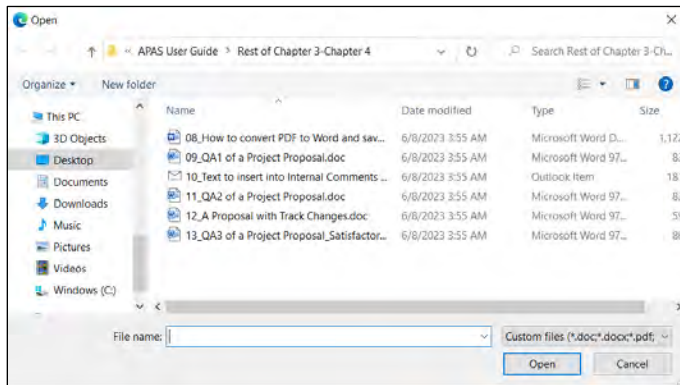 Open
« APAS User Guide > Rest of Chapter 3-Chapter 4
Search Rest of Chapter 3-Ch...
Organize New folder
Name Date modified Type Size
This PC
3D Objects
Desktop
Documents
Downloads
Music
Pictures
Videos
Windows (C:)
08_How to convert PDF to Word and sav... 6/8/2023 3:55 AM Microsoft Word D...
09_QA1 of a Project Proposal.doc 6/8/2023 3:55 AM Microsoft Word 97...
10_Text to insert into Internal Comments ... 6/8/2023 3:55 AM Outlook Item
11_QA2 of a Project Proposal.doc 6/8/2023 3:55 AM Microsoft Word 97...
12_A Proposal with Track Changes.doc 6/8/2023 3:55 AM Microsoft Word 97...
13_QA3 of a Project Proposal_Satisfactor... 6/8/2023 3:55 AM Microsoft Word 97...
File name: Custom files (*.doc;*.docx;*.pdf;
Open Cancel